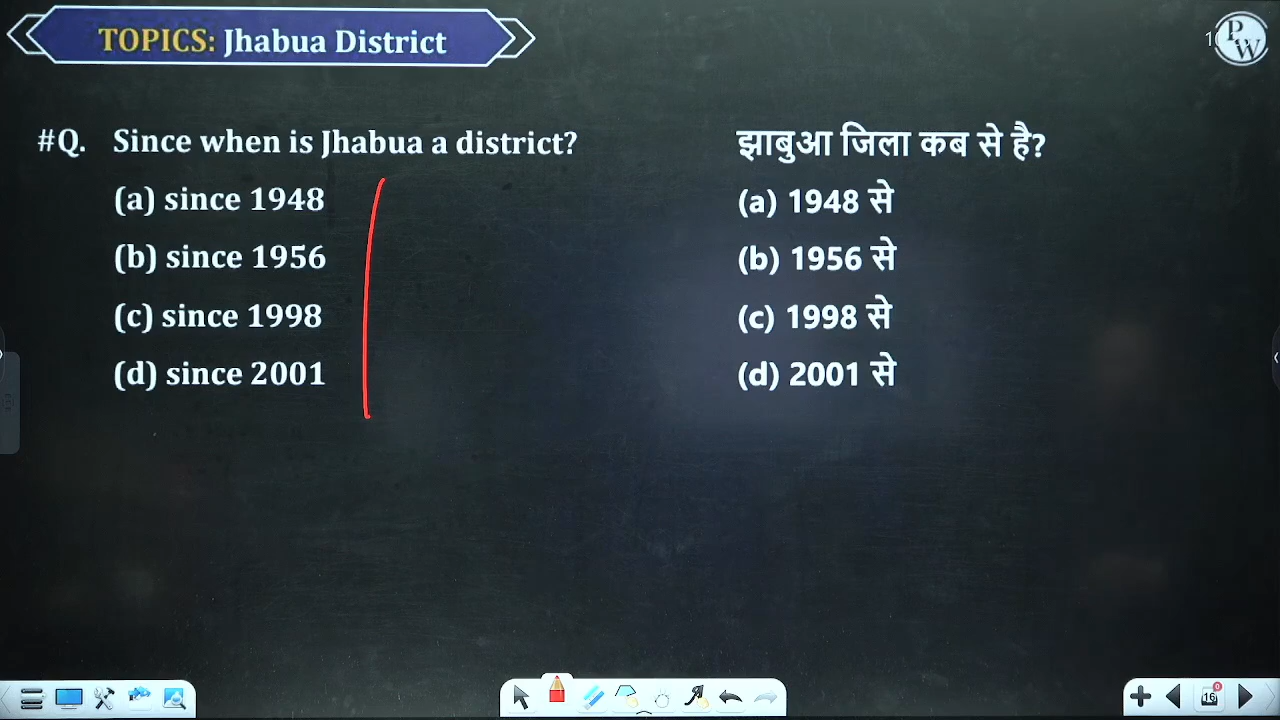 TOPICS: Jhabua District
PW
#Q. Since when is Jhabua a district?
(a) since 1948
(b) since 1956
(c) since 1998
(d) since 2001
झाबुआ जिला कब से है?
(a) 1948 से
(b) 1956 से
(c) 1998 से
(d) 2001 से
16